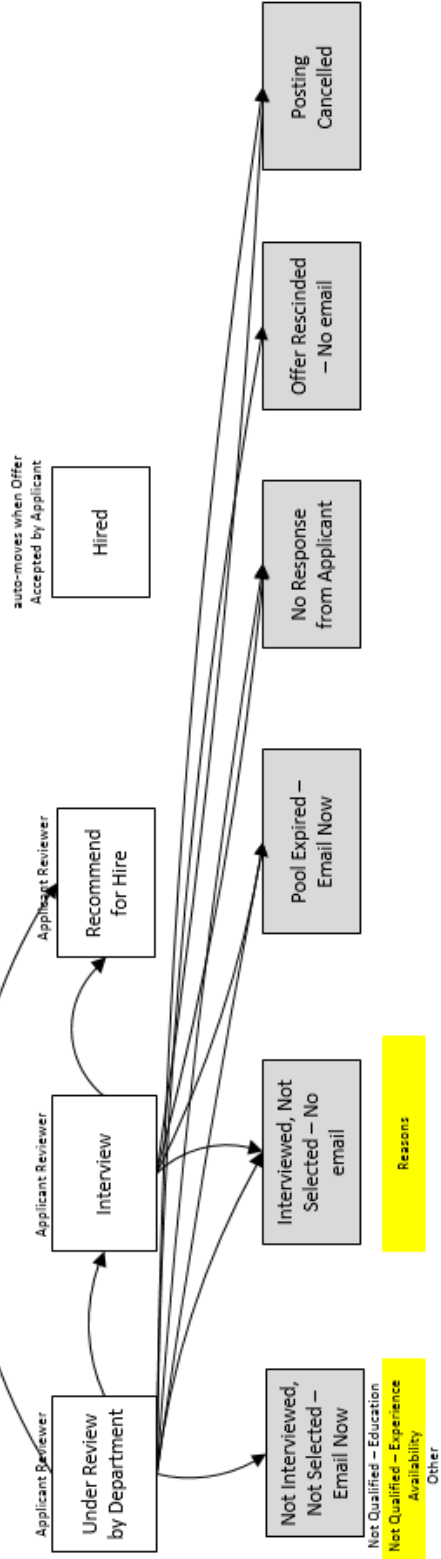 Applicant Reviewer
Under Review
by Department
Applicant Reviewer
Interview
Applicant Reviewer
Recommend
for Hire
auto-moves when Offer
Accepted by Applicant
Hired
Not Interviewed,
Not Selected –
Email Now
Interviewed, Not
Selected – No
email
Pool Expired –
Email Now
No Response
from Applicant
Offer Rescinded
– No email
Posting
Cancelled
Not Qualified – Education
Not Qualified – Experience
Availability
Other
Reasons